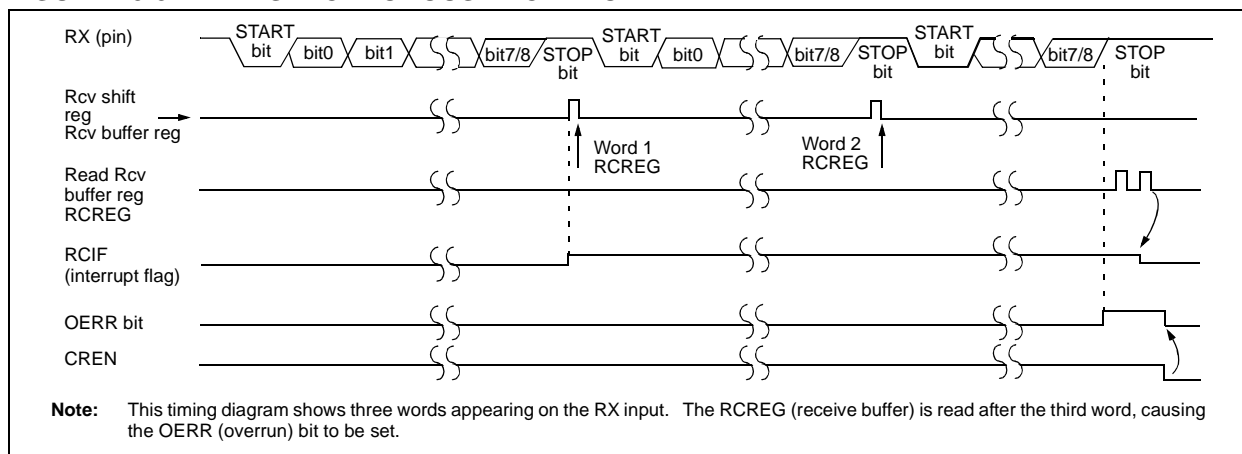 RX (pin)
START
bit
bit0
bit1
bit7/8
STOP
bit
START
bit
bit0
bit7/8
STOP
bit
START
bit
bit7/8
STOP
bit
Rcv shift
reg
Rcv buffer reg
Word 1
RCREG
Word 2
RCREG
Read Rcv
buffer reg
RCREG
RCIF
(interrupt flag)
OERR bit
CREN
Note: This timing diagram shows three words appearing on the RX input. The RCREG (receive buffer) is read after the third word, causing
the OERR (overrun) bit to be set.